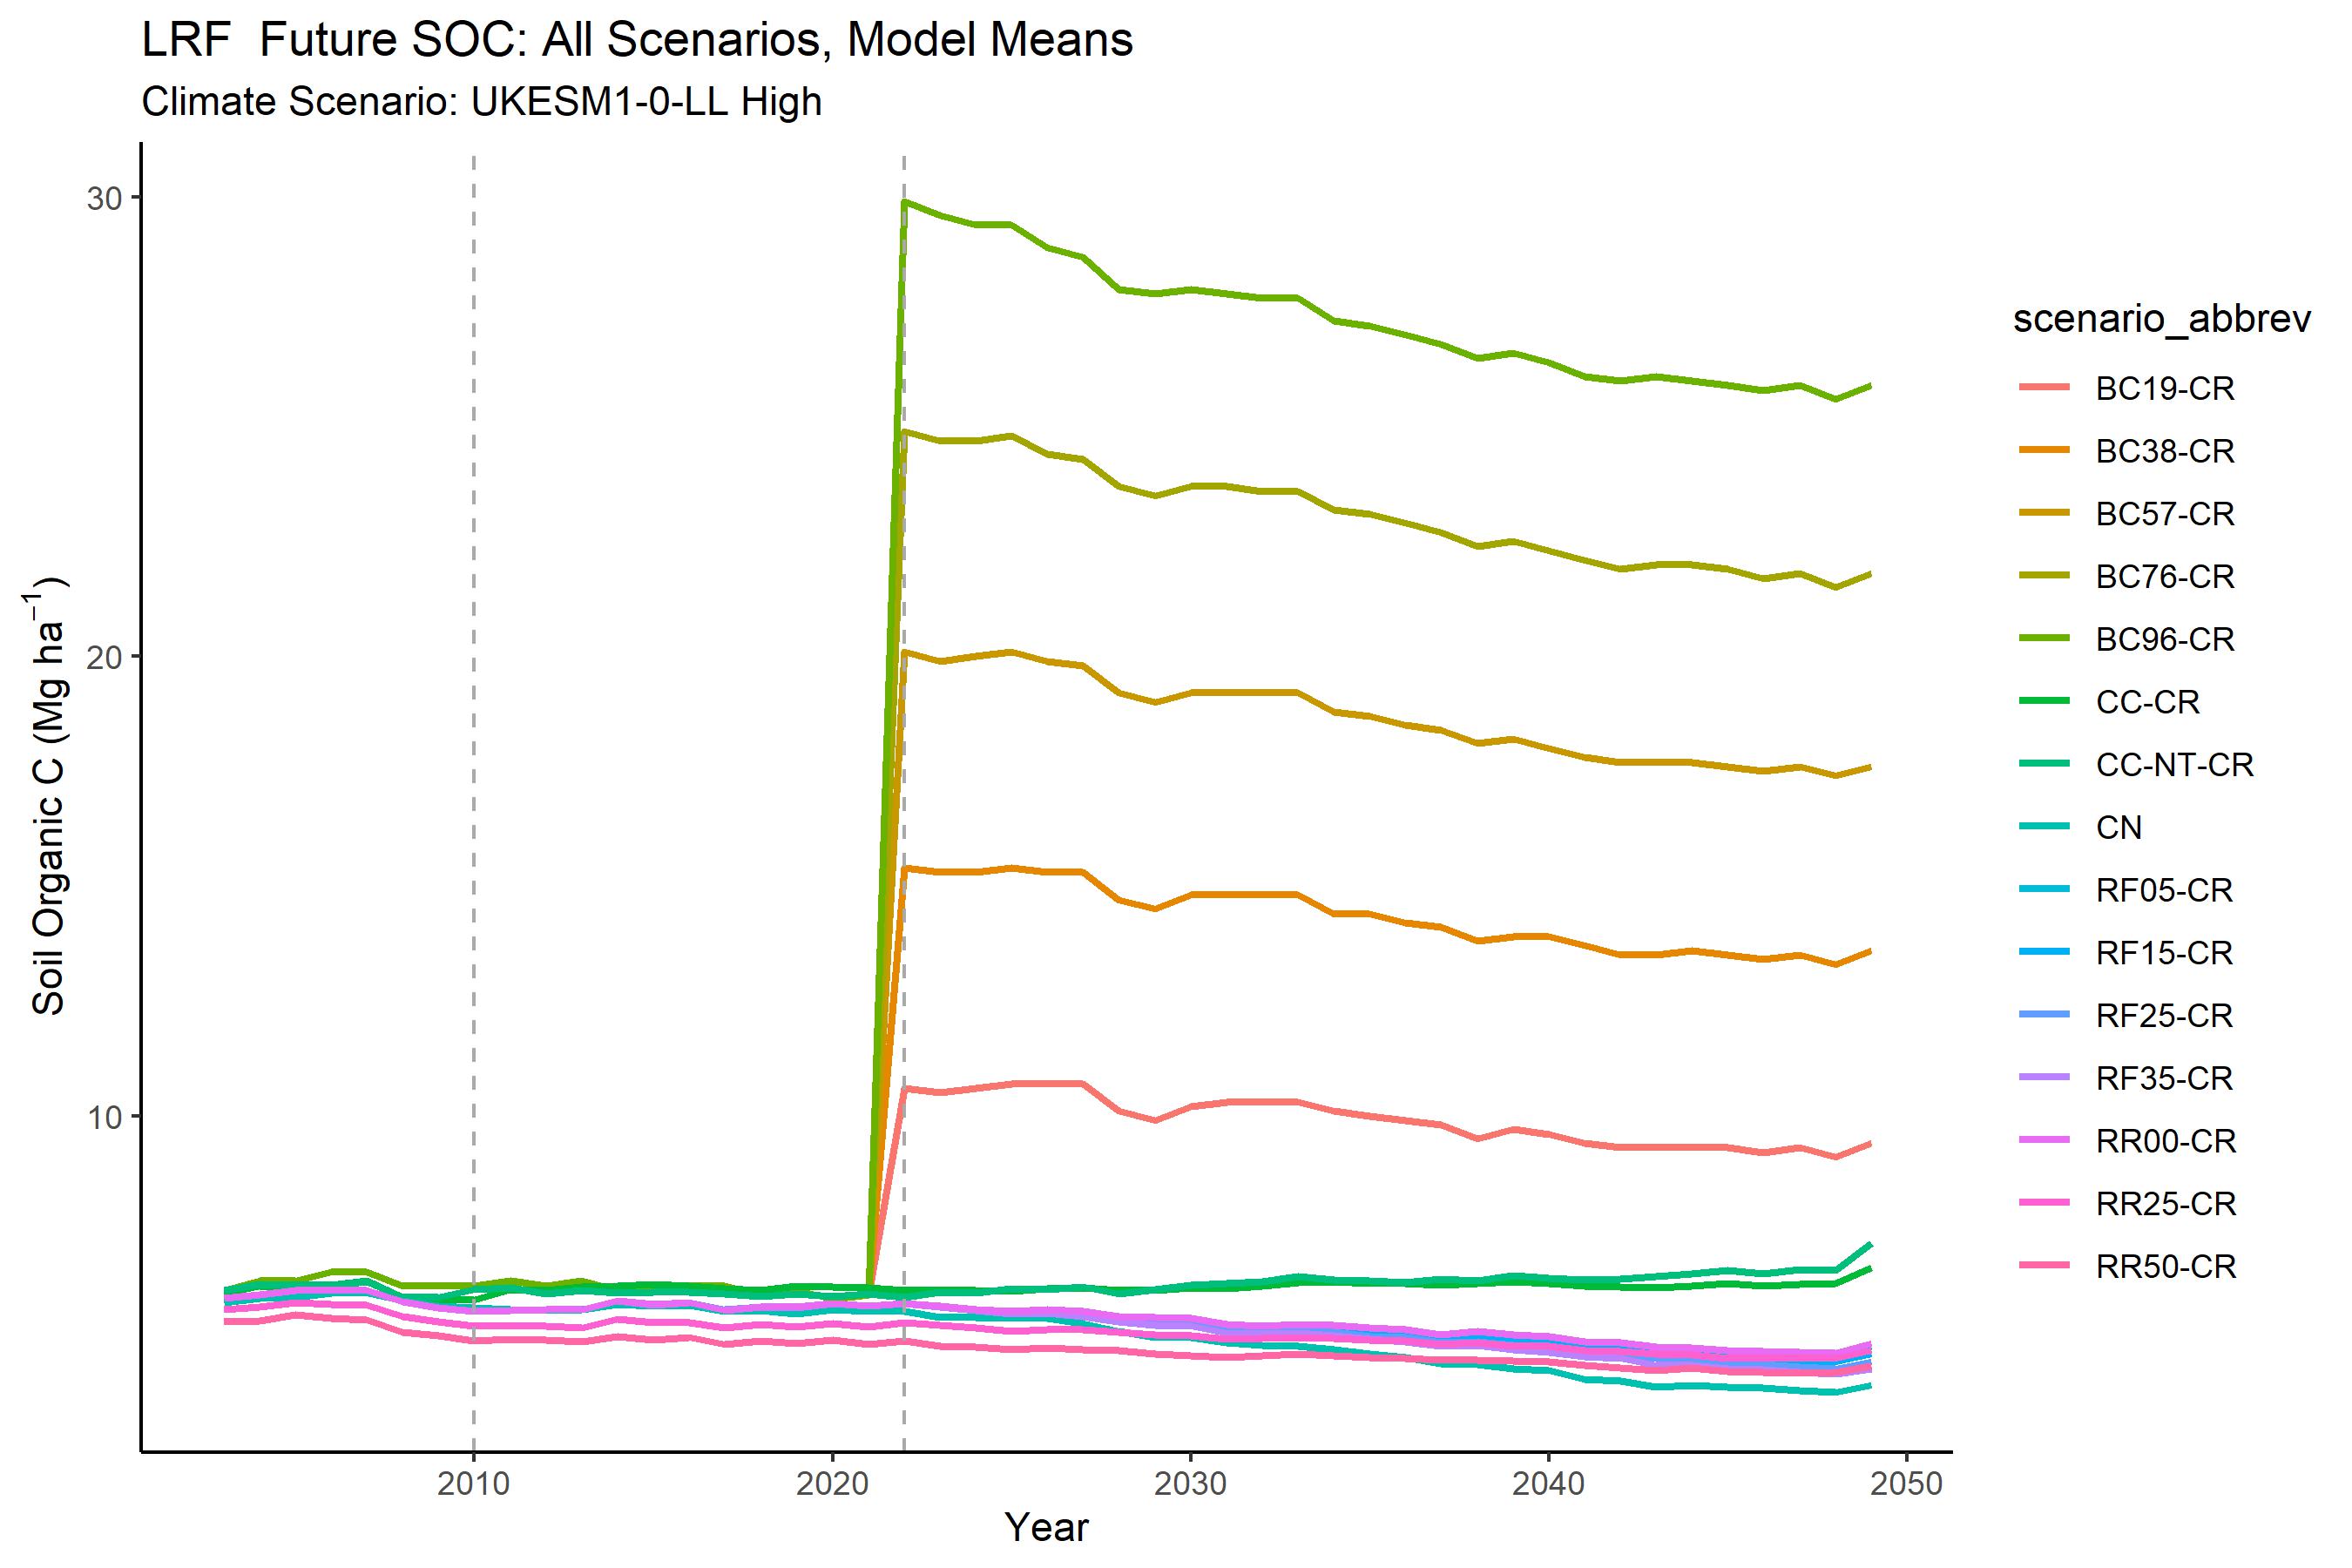 LRF  Future SOC: All Scenarios, Model Means
Climate Scenario: UKESM1-0-LL High
Soil Organic C (Mg ha⁻¹)
30
20
10
2010
2020
2030
2040
2050
Year
scenario_abbrev
BC19-CR
BC38-CR
BC57-CR
BC76-CR
BC96-CR
CC-CR
CC-NT-CR
CN
RF05-CR
RF15-CR
RF25-CR
RF35-CR
RR00-CR
RR25-CR
RR50-CR